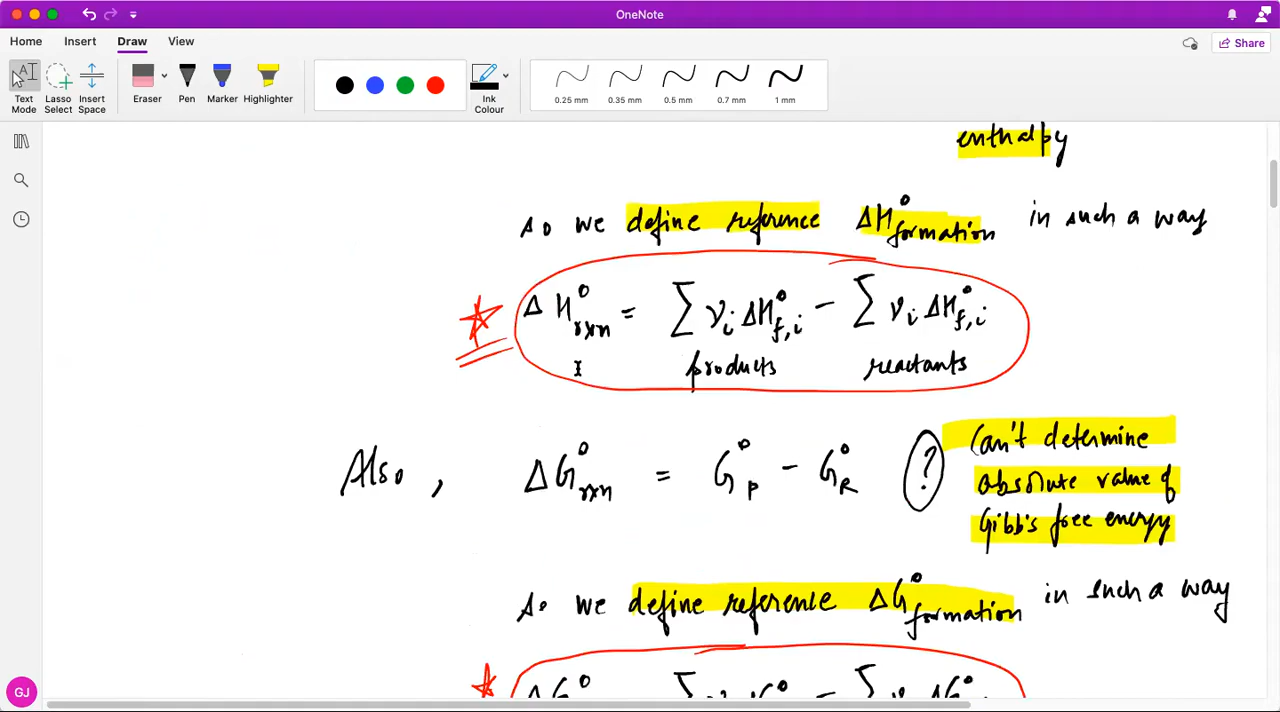 OneNote
Home Insert Draw View
Share
Text Mode
Lasso Select
Insert Space
Eraser
Pen
Marker
Highlighter
Ink Colour
0.25 mm
0.35 mm
0.5 mm
0.7 mm
1 mm
enthalpy
so we define reference ΔH°formation in such a way
ΔH°rxn = ∑νiΔH°f,i − ∑νiΔH°f,i
products reactants
Also, ΔG°rxn = G°P − G°R ? Can't determine
absolute value of
Gibb's free energy
So we define reference ΔG°formation in such a way
GJ